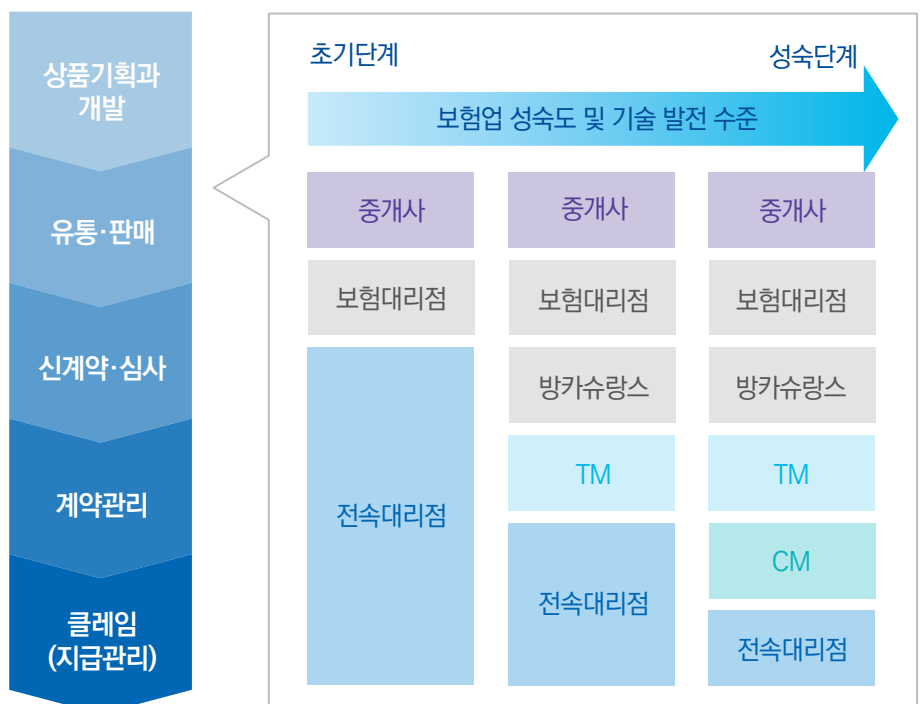 상품기획과
개발
유통·판매
신계약·심사
계약관리
클레임
(지급관리)
초기단계
성숙단계
보험업 성숙도 및 기술 발전 수준
중개사
보험대리점
전속대리점
중개사
보험대리점
방카슈랑스
TM
전속대리점
중개사
보험대리점
방카슈랑스
TM
CM
전속대리점